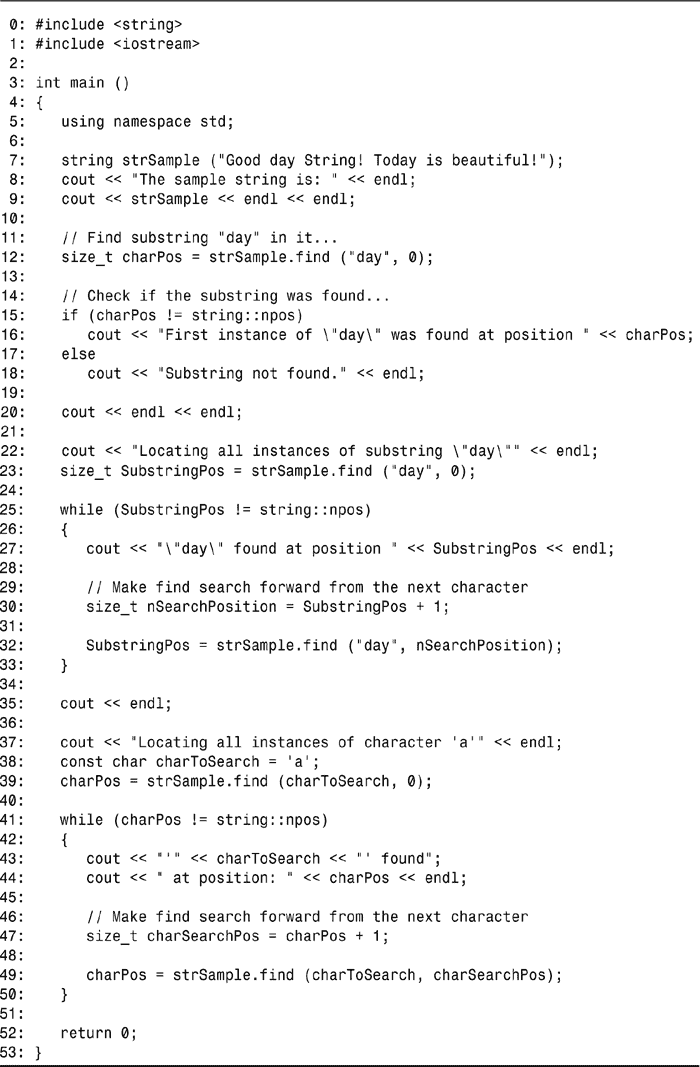 0: #include <string>
1: #include <iostream>
2:
3: int main ()
4: {
5:    using namespace std;
6:
7:    string strSample ("Good day String! Today is beautiful!");
8:    cout << "The sample string is: " << endl;
9:    cout << strSample << endl << endl;
10:
11:    // Find substring "day" in it...
12:    size_t charPos = strSample.find ("day", 0);
13:
14:    // Check if the substring was found...
15:    if (charPos != string::npos)
16:       cout << "First instance of \"day\" was found at position " << charPos;
17:    else
18:       cout << "Substring not found." << endl;
19:
20:    cout << endl << endl;
21:
22:    cout << "Locating all instances of substring \"day\"" << endl;
23:    size_t SubstringPos = strSample.find ("day", 0);
24:
25:    while (SubstringPos != string::npos)
26:    {
27:       cout << "\"day\" found at position " << SubstringPos << endl;
28:
29:       // Make find search forward from the next character
30:       size_t nSearchPosition = SubstringPos + 1;
31:
32:       SubstringPos = strSample.find ("day", nSearchPosition);
33:    }
34:
35:    cout << endl;
36:
37:    cout << "Locating all instances of character 'a'" << endl;
38:    const char charToSearch = 'a';
39:    charPos = strSample.find (charToSearch, 0);
40:
41:    while (charPos != string::npos)
42:    {
43:       cout << "'" << charToSearch << "' found";
44:       cout << " at position: " << charPos << endl;
45:
46:       // Make find search forward from the next character
47:       size_t charSearchPos = charPos + 1;
48:
49:       charPos = strSample.find (charToSearch, charSearchPos);
50:    }
51:
52:    return 0;
53: }